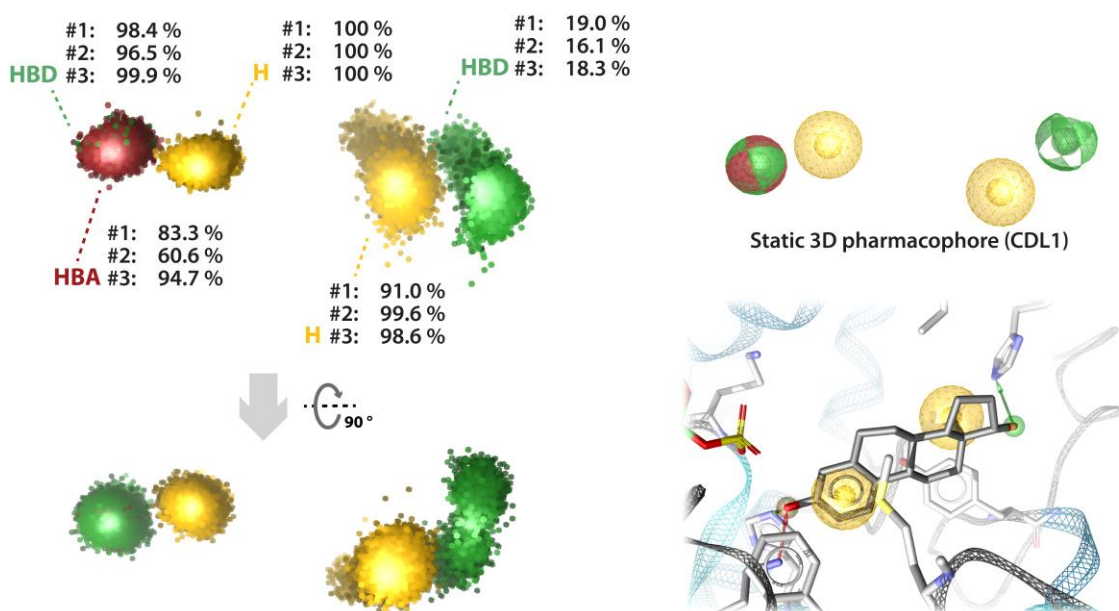 #1: 98.4 %
#2: 96.5 %
HBD #3: 99.9 %
#1: 100 %
#2: 100 %
H #3: 100 %
#1: 19.0 %
#2: 16.1 %
HBD #3: 18.3 %
#1: 83.3 %
#2: 60.6 %
HBA #3: 94.7 %
#1: 91.0 %
#2: 99.6 %
H #3: 98.6 %
90 °
Static 3D pharmacophore (CDL1)